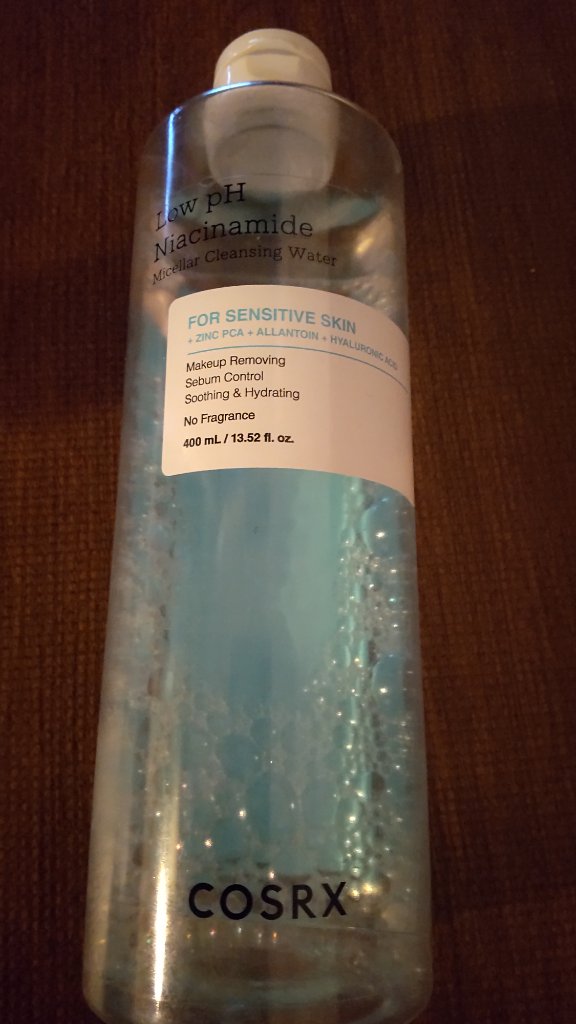 Low pH
Niacinamide
Micellar Cleansing Water
FOR SENSITIVE SKIN
+ ZINC PCA + ALLANTOIN + HYALURONIC ACID
Makeup Removing
Sebum Control
Soothing & Hydrating
No Fragrance
400 mL / 13.52 fl. oz.
COSRX